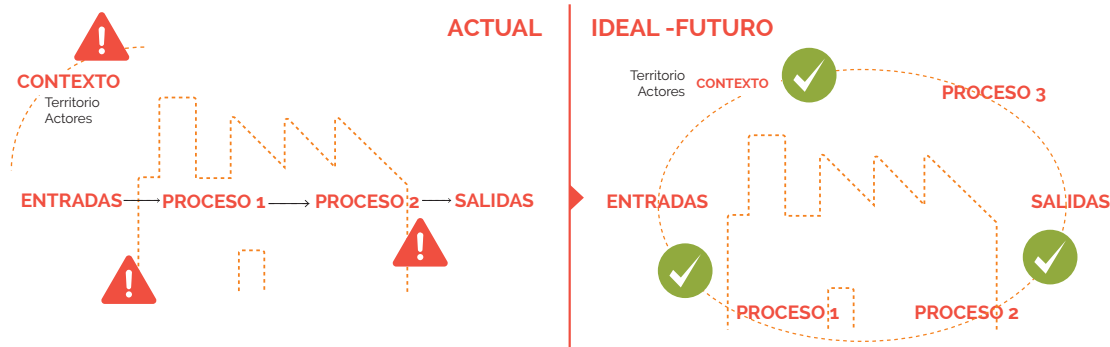 ACTUAL
CONTEXTO
Territorio
Actores
ENTRADAS PROCESO 1 PROCESO 2 SALIDAS
IDEAL -FUTURO
Territorio
Actores
CONTEXTO
PROCESO 3
ENTRADAS
SALIDAS
PROCESO 1
PROCESO 2